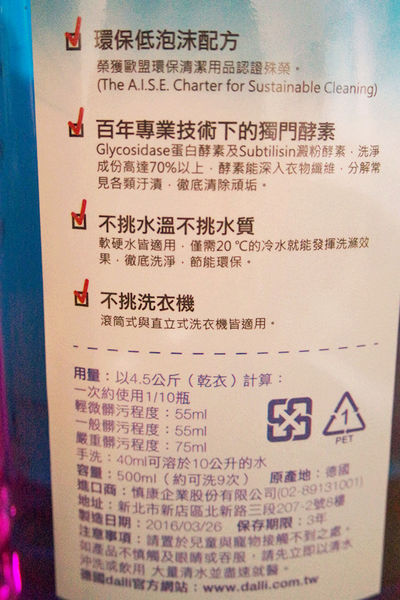 環保低泡沫配方
榮獲歐盟環保清潔用品認證殊榮。
(The A.I.S.E. Charter for Sustainable Cleaning)
百年專業技術下的獨門酵素
Glycosidase蛋白酵素及Subtilisin澱粉酵素，洗淨
成份高達70%以上，酵素能深入衣物纖維，分解常
見各類汙漬，徹底清除頑垢。
不挑水溫不挑水質
軟硬水皆適用，僅需20 ℃的冷水就能發揮洗滌效
果，徹底洗淨，節能環保。
不挑洗衣機
滾筒式與直立式洗衣機皆適用。
用量：以4.5公斤（乾衣）計算：
一次約使用1/10瓶
輕微髒污程度：55ml
一般髒污程度：55ml
嚴重髒污程度：75ml
手洗：40ml可溶於10公升的水
容量：500ml（約可洗9次） 原產地：德國
進口商：慎康企業股份有限公司(02-89131001)
地址：新北市新店區北新路三段207-2號8樓
製造日期：2016/03/26 保存期限：3年
注意事項：請置於兒童與寵物接觸不到之處。
如產品不慎觸及眼睛或吞服，請先立即以清水
沖洗或飲用 大量清水並盡速就醫。
德國dalli官方網站：www.dalli.com.tw
1
PET